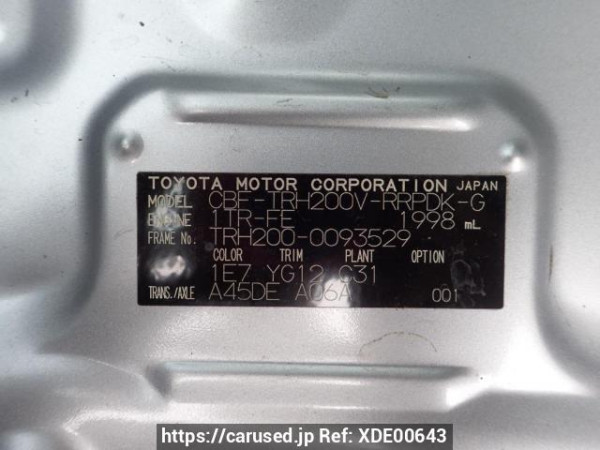 TOYOTA MOTOR CORPORATION JAPAN
MODEL CBF-TRH200V-RRPDK-G
ENGINE 1TR-FE 1998 mL
FRAME No. TRH200-0093529
COLOR TRIM PLANT OPTION
1E7 YG12 C31
TRANS./AXLE A45DE A06A 001
https://carused.jp Ref: XDE00643